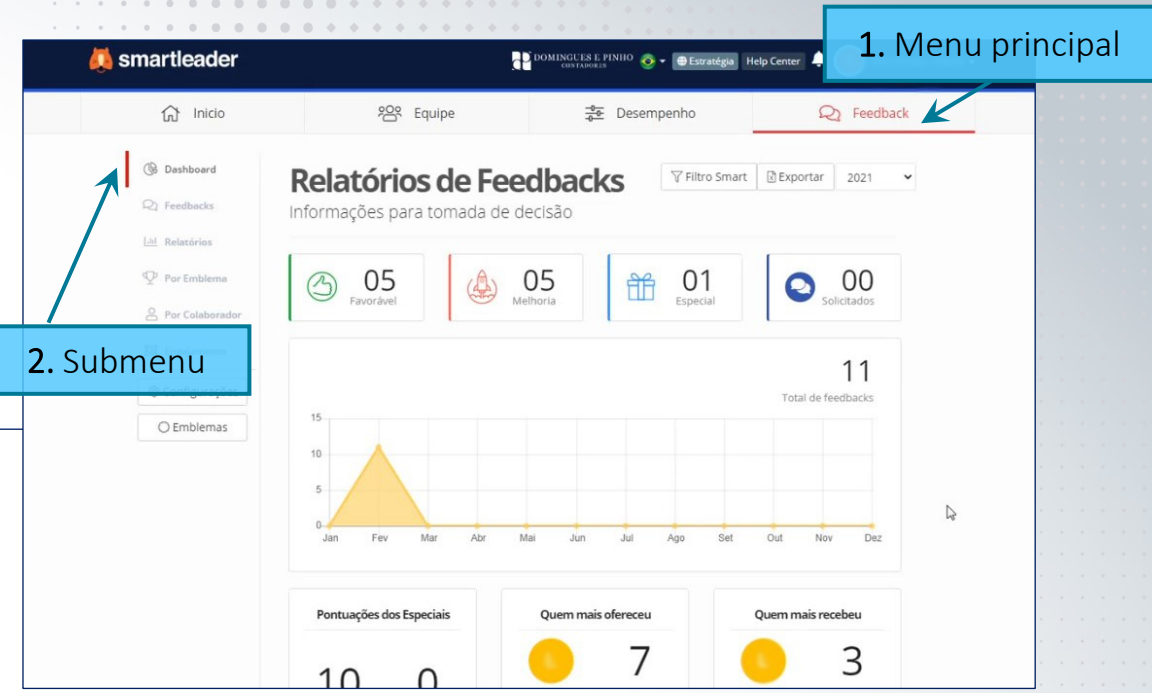 1. Menu principal
smartleader
DOMINGUES E PINHO
CONTADORES
Estratégia
Help Center
Inicio
Equipe
Desempenho
Feedback
Dashboard
Feedbacks
Relatórios
Por Emblema
Por Colaborador
2. Submenu
Configurações
Emblemas
Relatórios de Feedbacks
Informações para tomada de decisão
Filtro Smart
Exportar
2021
05
Favorável
05
Melhoria
01
Especial
00
Solicitados
11
Total de feedbacks
15
10
5
0
Jan Fev Mar Abr Mai Jun Jul Ago Set Out Nov Dez
Pontuações dos Especiais
10 0
Quem mais ofereceu
7
Quem mais recebeu
3